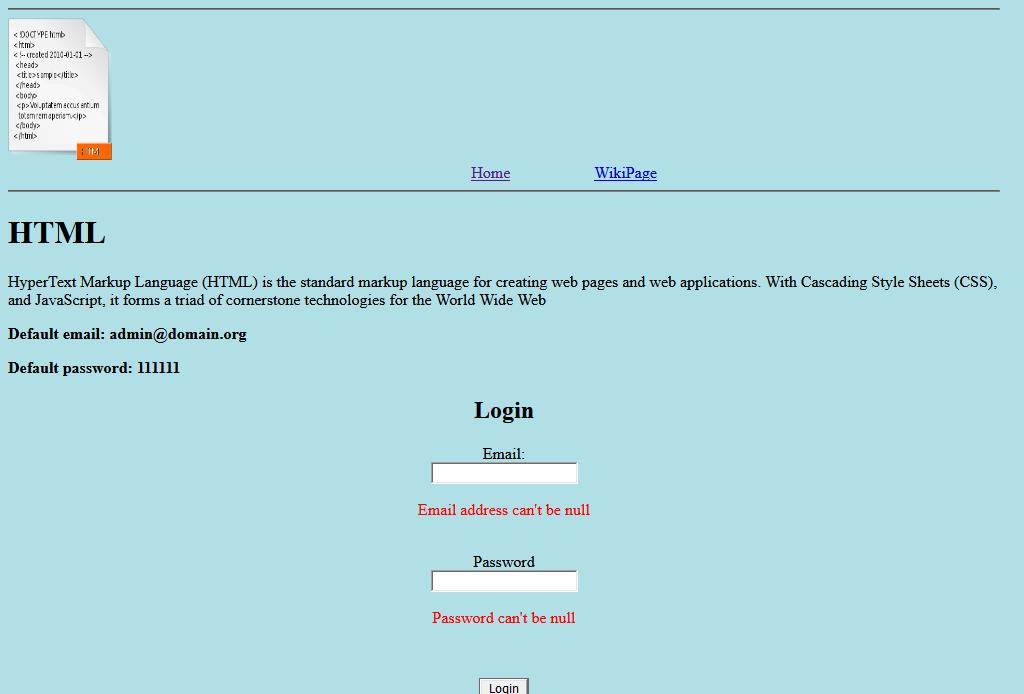 < !DOCTYPE html>
<html>
< !-- created 2010-01-01 -->
<head>
<title>sample</title>
</head>
<body>
<p>Voluptatem accusantium
totam rem aperiam.</p>
</body>
</html>
HTML
Home WikiPage
HTML
HyperText Markup Language (HTML) is the standard markup language for creating web pages and web applications. With Cascading Style Sheets (CSS),
and JavaScript, it forms a triad of cornerstone technologies for the World Wide Web
Default email: admin@domain.org
Default password: 111111
Login
Email:
Email address can't be null
Password
Password can't be null
Login